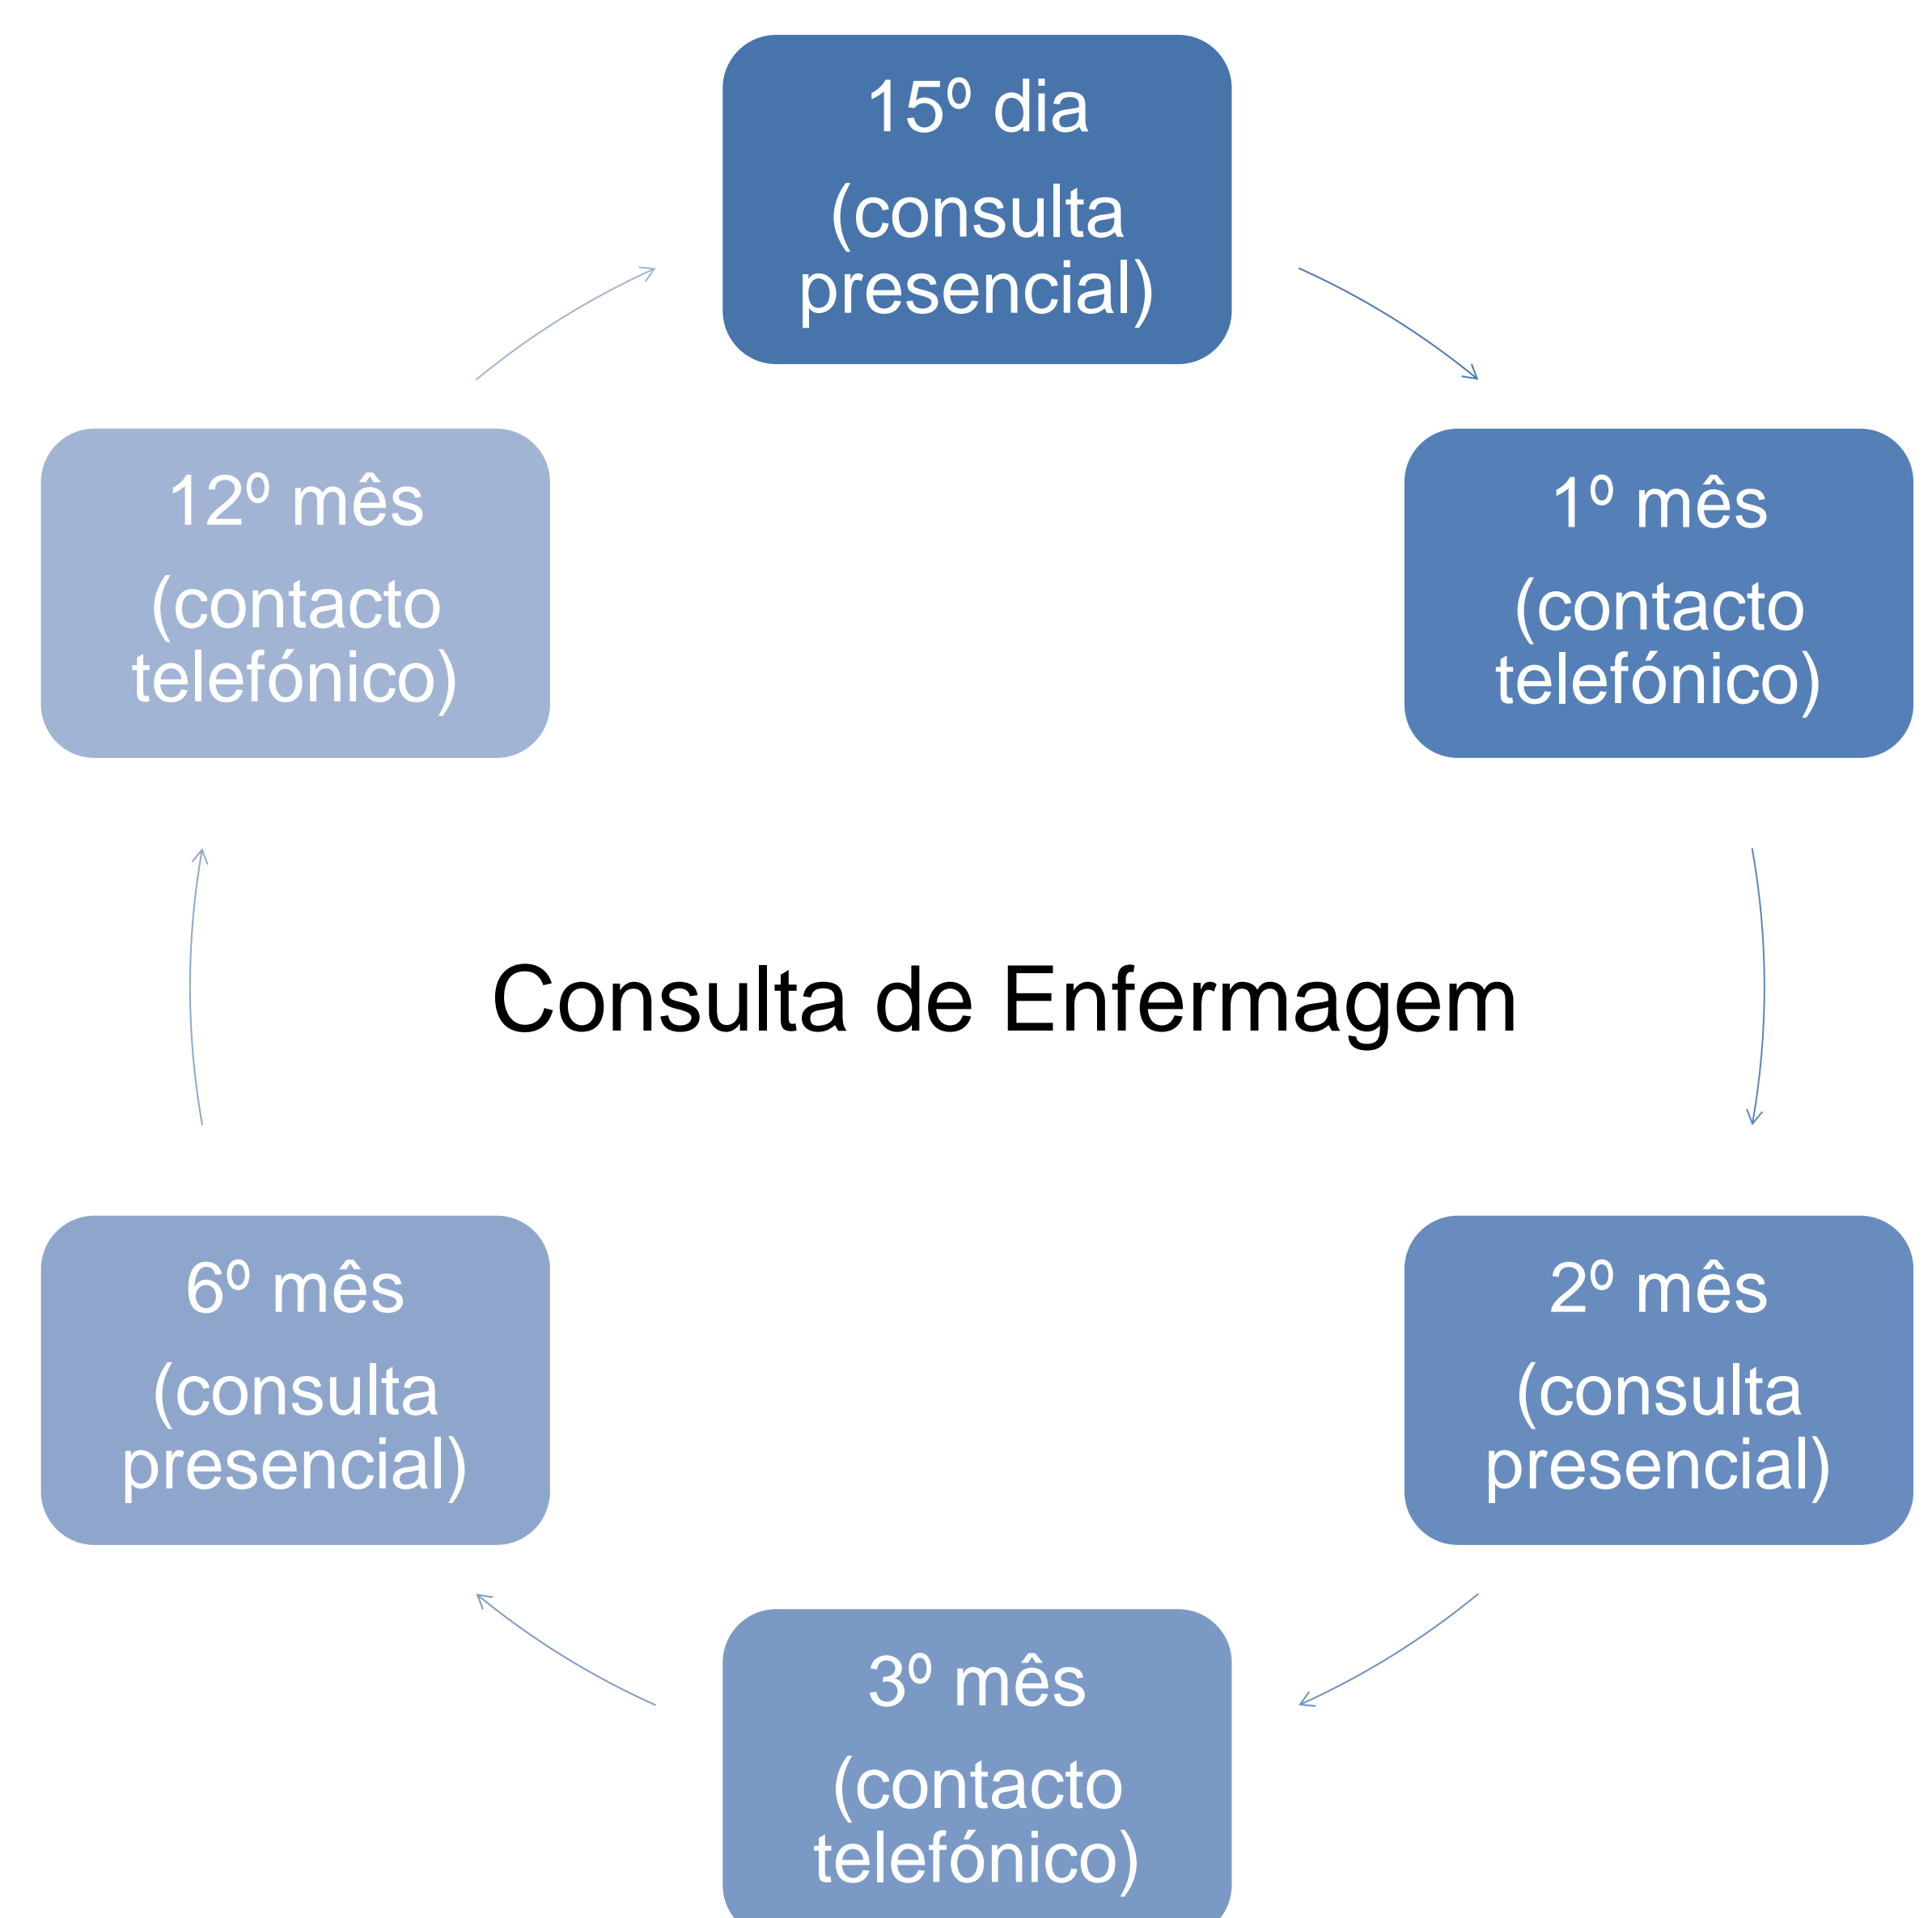 15º dia
(consulta
presencial)
1º mês
(contacto
telefónico)
2º mês
(consulta
presencial)
3º mês
(contacto
telefónico)
6º mês
(consulta
presencial)
12º mês
(contacto
telefónico)
Consulta de Enfermagem